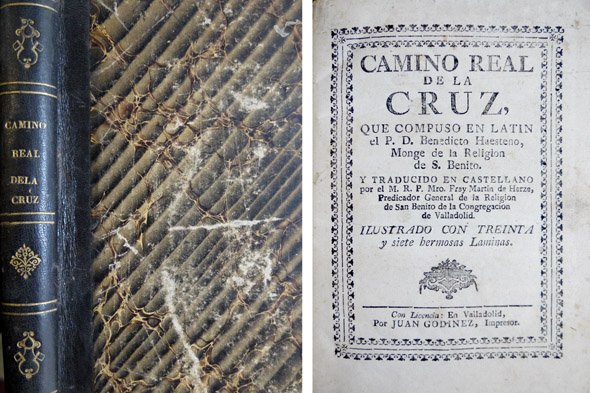 CAMINO
REAL
DELA
CRUZ
CAMINO REAL
DE LA
CRUZ,
QUE COMPUSO EN LATIN
el P. D. Benedicto Haesteno,
Monge de la Religion
de S. Benito.
Y TRADUCIDO EN CASTELLANO
por el M. R. P. Mro. Fray Martin de Herze,
Predicador General de la Religion
de San Benito de la Congregacion
de Valladolid.
ILUSTRADO CON TREINTA
y siete hermosas Laminas.
Con Licencia: En Valladolid,
Por JUAN GODINEZ, Impresor.